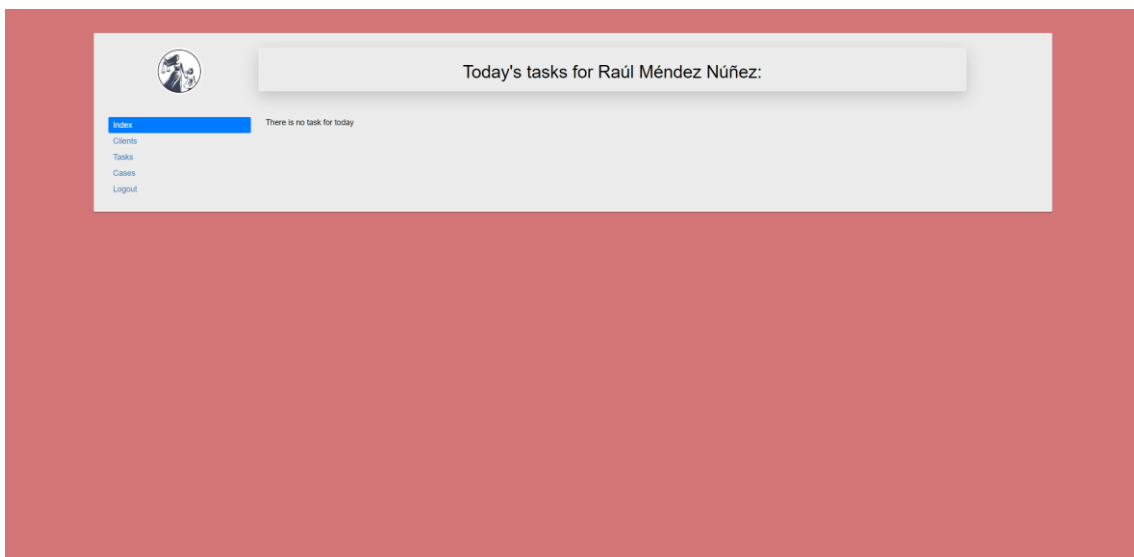 Today's tasks for Raúl Méndez Núñez:
Index
Clients
Tasks
Cases
Logout
There is no task for today